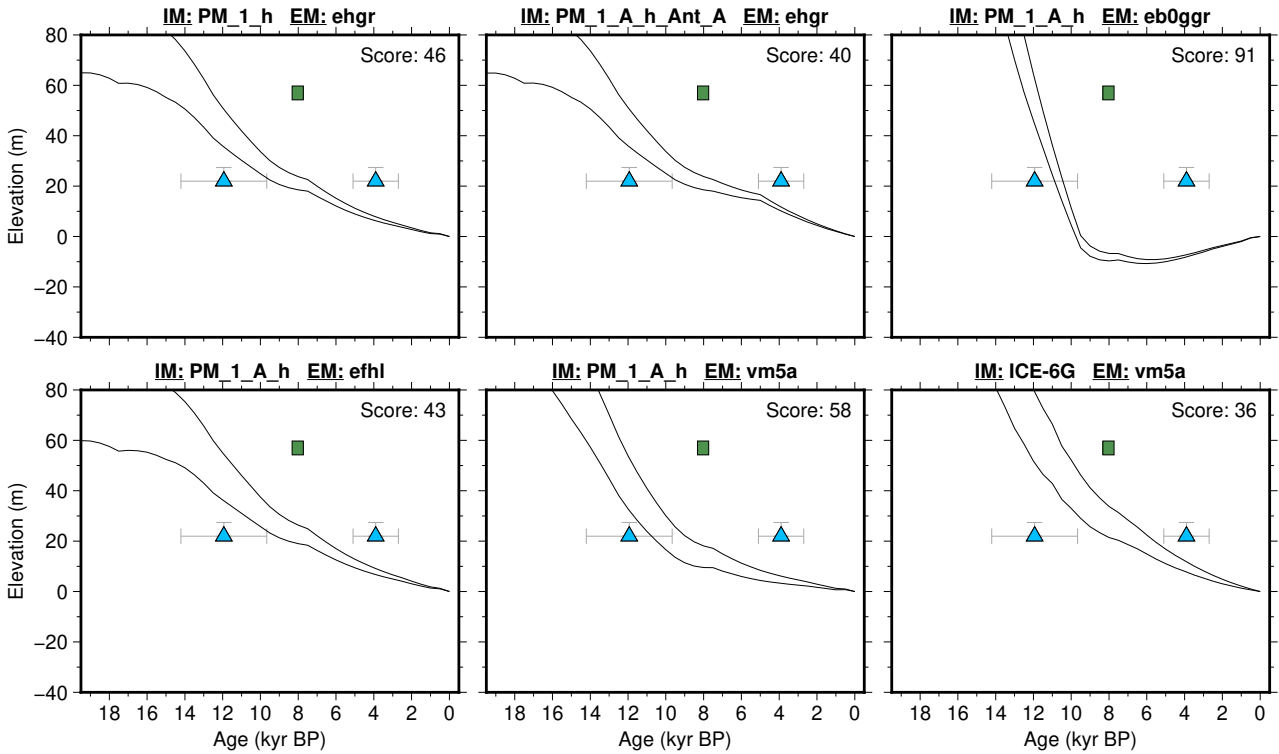 IM: PM_1_h EM: ehgr
IM: PM_1_A_h_Ant_A EM: ehgr
IM: PM_1_A_h EM: eb0ggr
80
60
40
20
0
−20
−40
Elevation (m)
Score: 46
Score: 40
Score: 91
IM: PM_1_A_h EM: efhl
IM: PM_1_A_h EM: vm5a
IM: ICE-6G EM: vm5a
80
60
40
20
0
−20
−40
Elevation (m)
Score: 43
Score: 58
Score: 36
18 16 14 12 10 8 6 4 2 0
18 16 14 12 10 8 6 4 2 0
18 16 14 12 10 8 6 4 2 0
Age (kyr BP)
Age (kyr BP)
Age (kyr BP)